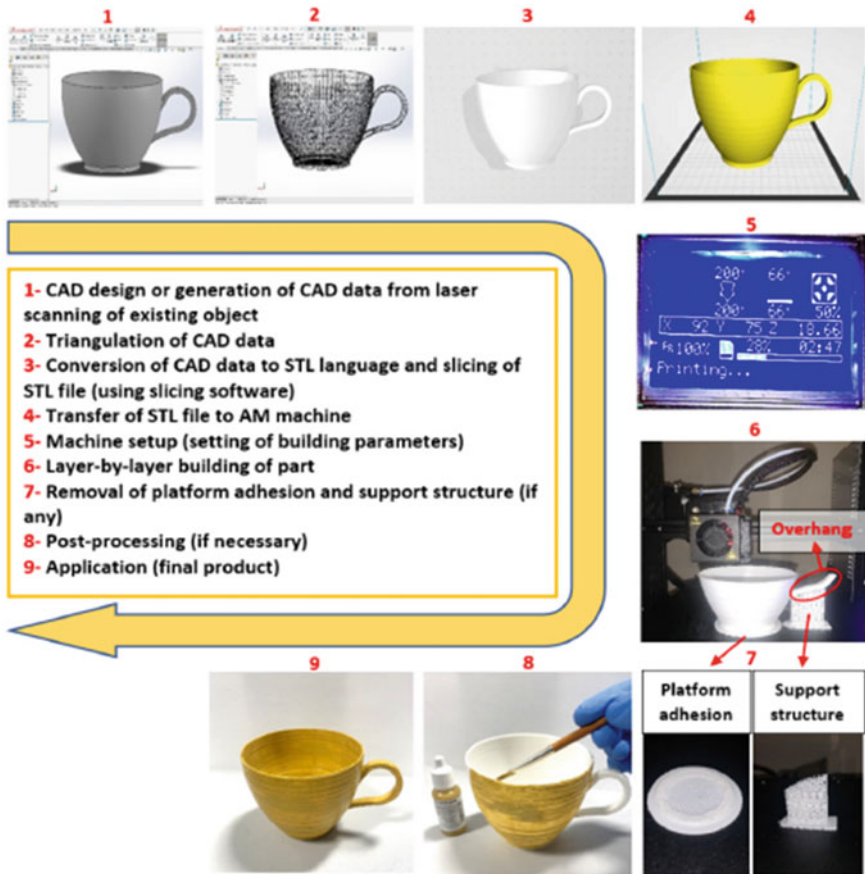 1
2
3
4
5
200° 66°
200° 66° 50%
X 92 Y 75 Z 18.66
100% 28% 02:47
Printing...
1- CAD design or generation of CAD data from laser
scanning of existing object
2- Triangulation of CAD data
3- Conversion of CAD data to STL language and slicing of
STL file (using slicing software)
4- Transfer of STL file to AM machine
5- Machine setup (setting of building parameters)
6- Layer-by-layer building of part
7- Removal of platform adhesion and support structure (if
any)
8- Post-processing (if necessary)
9- Application (final product)
6
Overhang
7
Platform
adhesion
Support
structure
8
9